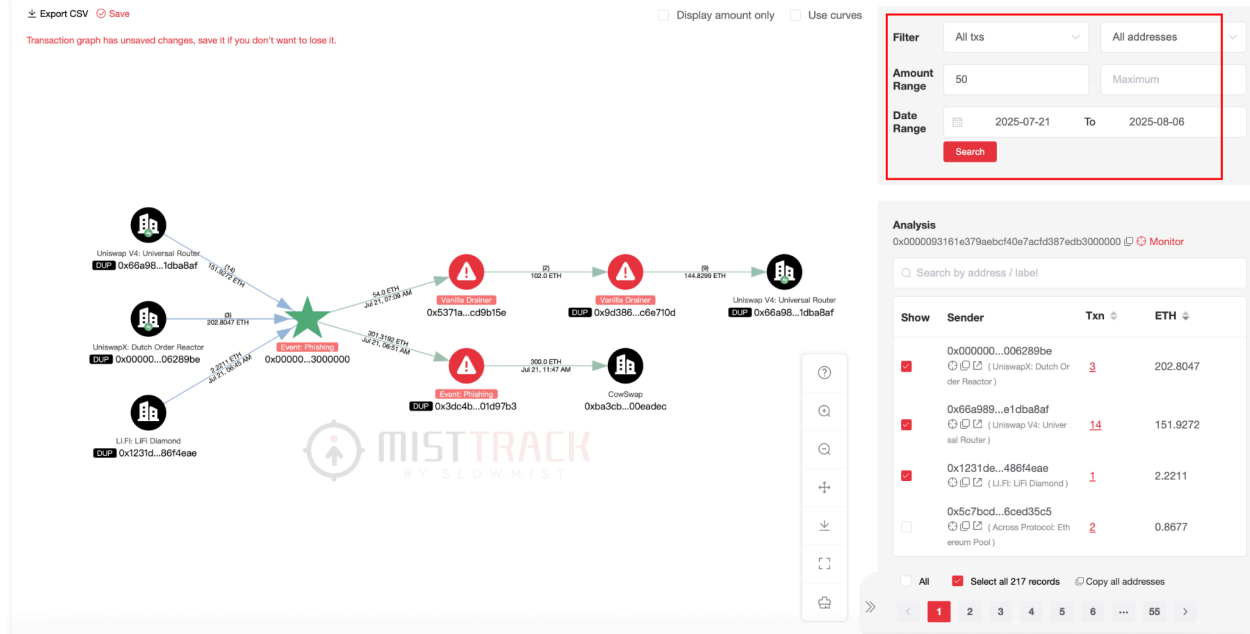 Export CSV Save
Display amount only Use curves
Transaction graph has unsaved changes, save it if you don't want to lose it.
Filter All txs All addresses
Amount
Range
50 Maximum
Date
Range
2025-07-21 To 2025-08-06
Search
Uniswap V4: Universal Router
DUP 0x66a98...1dba8af
(14)
151.9272 ETH
UniswapX: Dutch Order Reactor
DUP 0x00000...06289be
(3)
202.8047 ETH
LI.FI: LiFi Diamond
DUP 0x1231d...86f4eae
2.2211 ETH
Jul 21, 06:45 AM
Event: Phishing
0x00000...3000000
54.0 ETH
Jul 21, 07:09 AM
Vanilla Drainer
0x5371a...cd9b15e
(2)
102.0 ETH
Vanilla Drainer
DUP 0x9d386...c6e710d
(9)
144.8299 ETH
Uniswap V4: Universal Router
DUP 0x66a98...1dba8af
301.3192 ETH
Jul 21, 06:51 AM
Event: Phishing
DUP 0x3dc4b...01d97b3
300.0 ETH
Jul 21, 11:47 AM
CowSwap
0xba3cb...00eadec
MISTTRACK
BY SLOWMIST
Analysis
0x0000093161e379aebcf40e7acfd387edb3000000 Monitor
Search by address / label
Show Sender Txn ETH
0x000000...006289be
( UniswapX: Dutch Or
der Reactor )
3 202.8047
0x66a989...e1dba8af
( Uniswap V4: Univer
sal Router )
14 151.9272
0x1231de...486f4eae
( LI.FI: LiFi Diamond )
1 2.2211
0x5c7bcd...6ced35c5
( Across Protocol: Eth
ereum Pool )
2 0.8677
All Select all 217 records Copy all addresses
1 2 3 4 5 6 ... 55